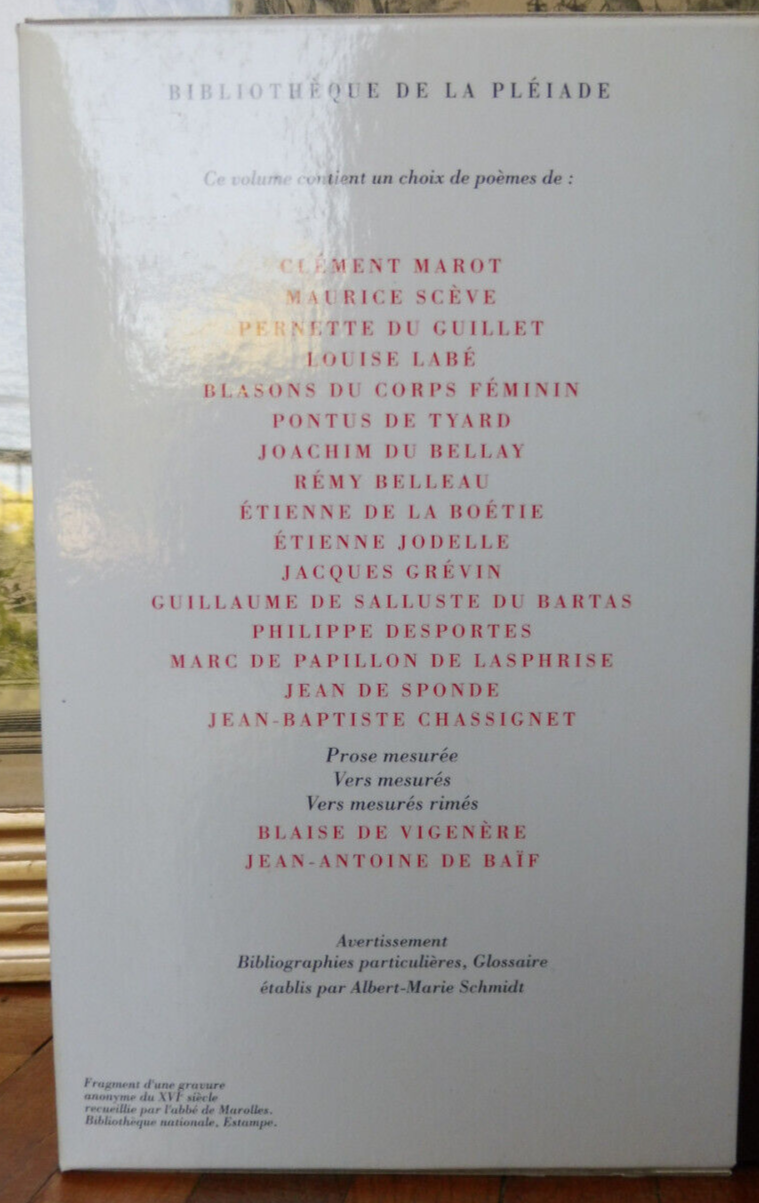 BIBLIOTHÈQUE DE LA PLÉIADE
Ce volume contient un choix de poèmes de :
CLÉMENT MAROT
MAURICE SCÈVE
PERNETTE DU GUILLET
LOUISE LABÉ
BLASONS DU CORPS FÉMININ
PONTUS DE TYARD
JOACHIM DU BELLAY
RÉMY BELLEAU
ÉTIENNE DE LA BOÉTIE
ÉTIENNE JODELLE
JACQUES GRÉVIN
GUILLAUME DE SALLUSTE DU BARTAS
PHILIPPE DESPORTES
MARC DE PAPILLON DE LASPHRISE
JEAN DE SPONDE
JEAN-BAPTISTE CHASSIGNET
Prose mesurée
Vers mesurés
Vers mesurés rimés
BLAISE DE VIGENÈRE
JEAN-ANTOINE DE BAÏF
Avertissement
Bibliographies particulières, Glossaire
établis par Albert-Marie Schmidt
Fragment d'une gravure
anonyme du XVIe siècle
recueillie par l'abbé de Marolles.
Bibliothèque nationale, Estampe.